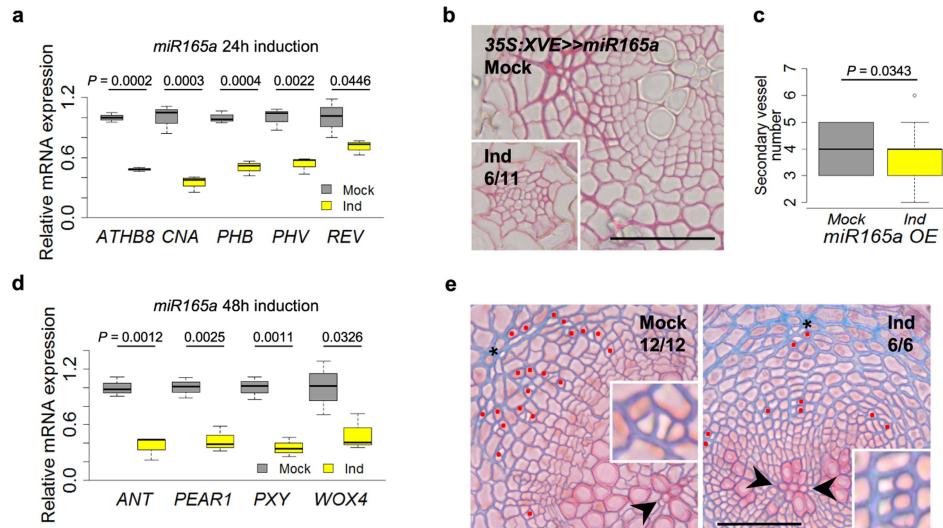 a
miR165a 24h induction
P = 0.0002 0.0003 0.0004 0.0022 0.0446
Relative mRNA expression
1.2
0.6
0.0
Mock
Ind
ATHB8 CNA PHB PHV REV
b
35S:XVE>>miR165a
Mock
Ind
6/11
c
P = 0.0343
Secondary vessel
number
7
6
5
4
3
2
Mock Ind
miR165a OE
d
miR165a 48h induction
P = 0.0012 0.0025 0.0011 0.0326
Relative mRNA expression
1.2
0.6
0.0
Mock Ind
ANT PEAR1 PXY WOX4
e
Mock
12/12
*
Ind
6/6
*